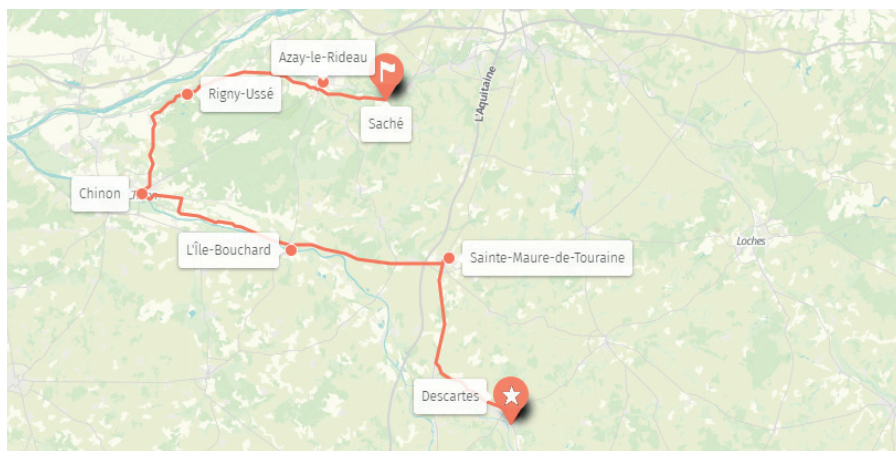 Azay-le-Rideau
Rigny-Ussé
Saché
L'Aquitaine
Chinon
L'Île-Bouchard
Sainte-Maure-de-Touraine
Loches
Descartes